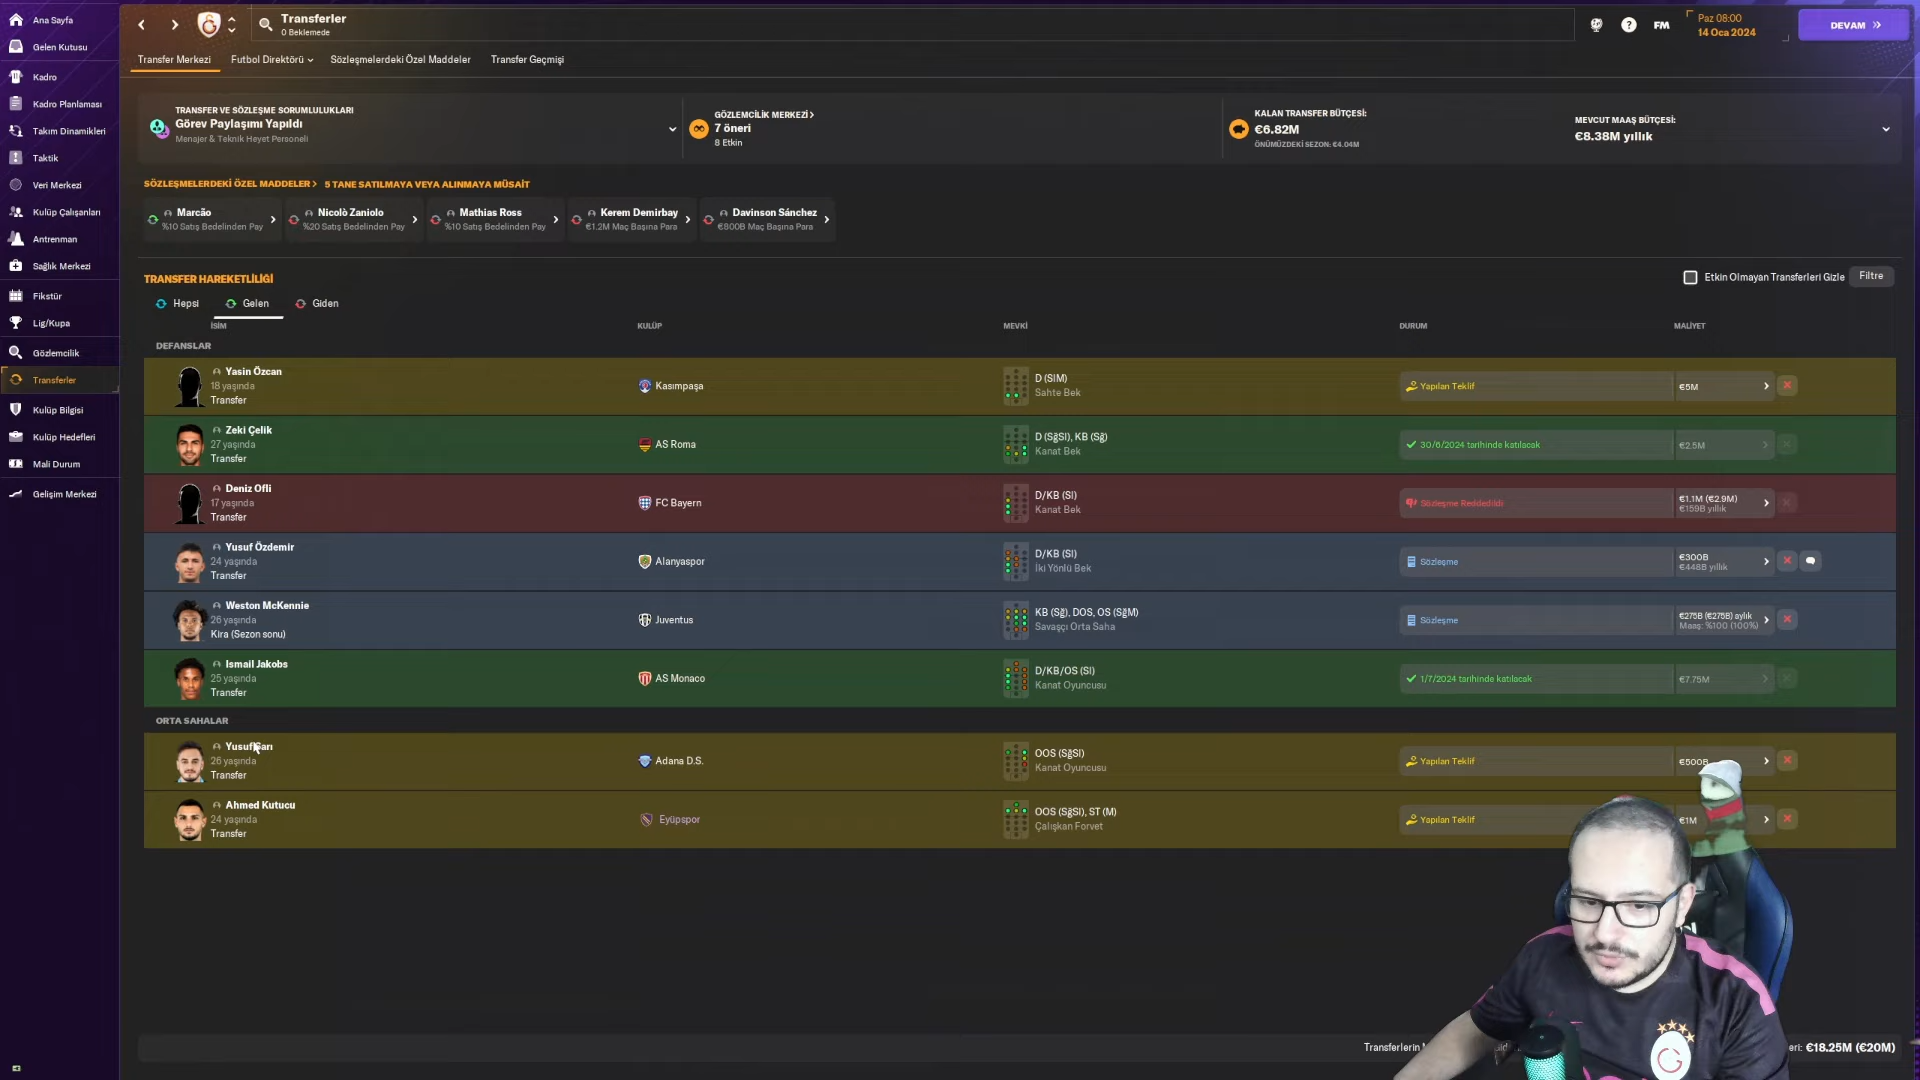 Ana Sayfa
Gelen Kutusu
Kadro
Kadro Planlaması
Takım Dinamikleri
Taktik
Veri Merkezi
Kulüp Çalışanları
Antrenman
Sağlık Merkezi
Fikstür
Lig/Kupa
Gözlemcilik
Transferler
Kulüp Bilgisi
Kulüp Hedefleri
Mali Durum
Gelişim Merkezi
Transferler
0 Beklemede
FM
Paz 08:00
14 Oca 2024
DEVAM
Transfer Merkezi Futbol Direktörü Sözleşmelerdeki Özel Maddeler Transfer Geçmişi
TRANSFER VE SÖZLEŞME SORUMLULUKLARI
Görev Paylaşımı Yapıldı
Menajer & Teknik Heyet Personeli
GÖZLEMCİLİK MERKEZİ
7 öneri
8 Etkin
KALAN TRANSFER BÜTÇESİ:
€6.82M
ÖNÜMÜZDEKİ SEZON: €4.04M
MEVCUT MAAŞ BÜTÇESİ:
€8.38M yıllık
SÖZLEŞMELERDEKİ ÖZEL MADDELER 5 TANE SATILMAYA VEYA ALINMAYA MÜSAİT
Marcão
%10 Satış Bedelinden Pay
Nicolò Zaniolo
%20 Satış Bedelinden Pay
Mathias Ross
%10 Satış Bedelinden Pay
Kerem Demirbay
€1.2M Maç Başına Para
Davinson Sánchez
€800B Maç Başına Para
TRANSFER HAREKETLİLİĞİ
Etkin Olmayan Transferleri Gizle Filtre
Hepsi Gelen Giden
İSİM KULÜP MEVKİ DURUM MALİYET
DEFANSLAR
Yasin Özcan
18 yaşında
Transfer
Kasımpaşa
D (SIM)
Sahte Bek
Yapılan Teklif
€5M
Zeki Çelik
27 yaşında
Transfer
AS Roma
D (SğSI), KB (Sğ)
Kanat Bek
30/6/2024 tarihinde katılacak
€2.5M
Deniz Ofli
17 yaşında
Transfer
FC Bayern
D/KB (SI)
Kanat Bek
Sözleşme Reddedildi
€1.1M (€2.9M)
€159B yıllık
Yusuf Özdemir
24 yaşında
Transfer
Alanyaspor
D/KB (SI)
İki Yönlü Bek
Sözleşme
€300B
€448B yıllık
Weston McKennie
26 yaşında
Kira (Sezon sonu)
Juventus
KB (Sğ), DOS, OS (SğM)
Savaşçı Orta Saha
Sözleşme
€275B (€275B) aylık
Maaş: %100 (100%)
Ismail Jakobs
25 yaşında
Transfer
AS Monaco
D/KB/OS (SI)
Kanat Oyuncusu
1/7/2024 tarihinde katılacak
€7.75M
ORTA SAHALAR
Yusuf Sarı
26 yaşında
Transfer
Adana D.S.
OOS (SğSI)
Kanat Oyuncusu
Yapılan Teklif
€500B
Ahmed Kutucu
24 yaşında
Transfer
Eyüpspor
OOS (SğSI), ST (M)
Çalışkan Forvet
Yapılan Teklif
€1M
Transferlerin
€18.25M (€20M)